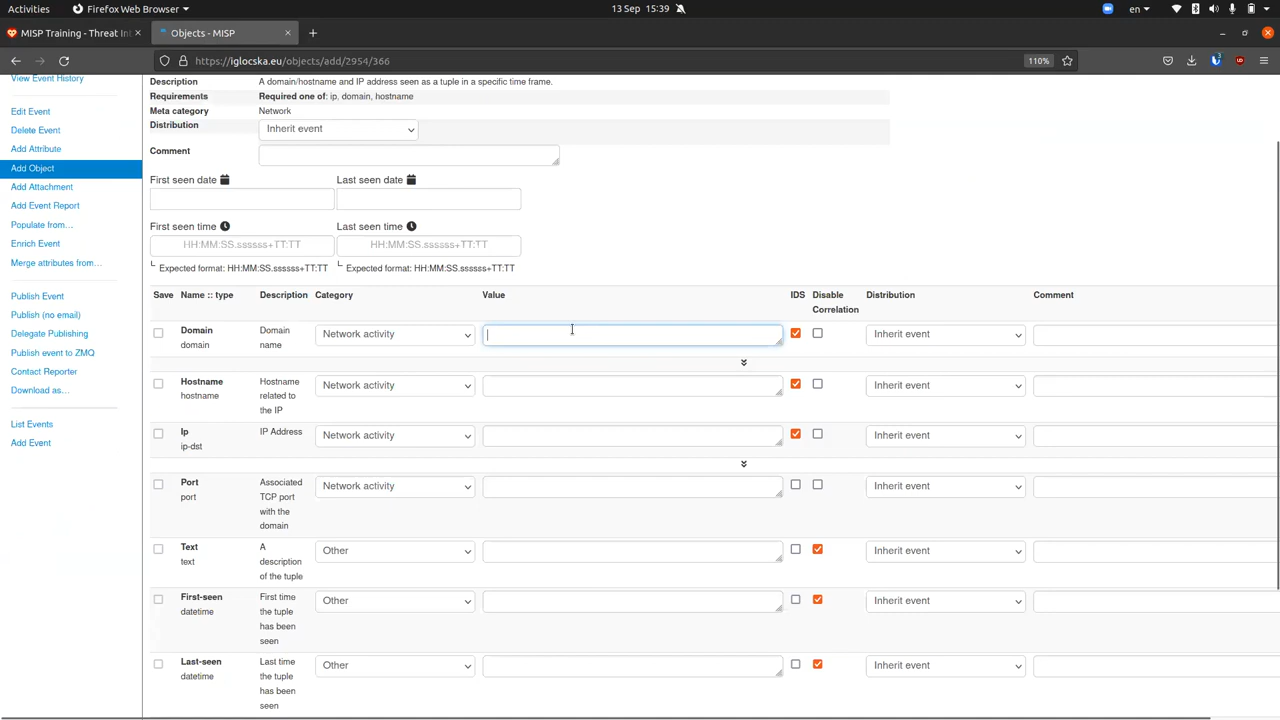 Activities
Firefox Web Browser
13 Sep 15:39
en
MISP Training - Threat In
Objects - MISP
https://iglocska.eu/objects/add/2954/366
110%
View Event History
Edit Event
Delete Event
Add Attribute
Add Object
Add Attachment
Add Event Report
Populate from...
Enrich Event
Merge attributes from...
Publish Event
Publish (no email)
Delegate Publishing
Publish event to ZMQ
Contact Reporter
Download as...
List Events
Add Event
Description A domain/hostname and IP address seen as a tuple in a specific time frame.
Requirements Required one of: ip, domain, hostname
Meta category Network
Distribution Inherit event
Comment
First seen date Last seen date
First seen time Last seen time
HH:MM:SS.ssssss+TT:TT HH:MM:SS.ssssss+TT:TT
Expected format: HH:MM:SS.ssssss+TT:TT Expected format: HH:MM:SS.ssssss+TT:TT
Save Name :: type Description Category Value IDS Disable Correlation Distribution Comment
Domain domain Domain name Network activity Inherit event
Hostname hostname Hostname related to the IP Network activity Inherit event
Ip ip-dst IP Address Network activity Inherit event
Port port Associated TCP port with the domain Network activity Inherit event
Text text A description of the tuple Other Inherit event
First-seen datetime First time the tuple has been seen Other Inherit event
Last-seen datetime Last time the tuple has been seen Other Inherit event